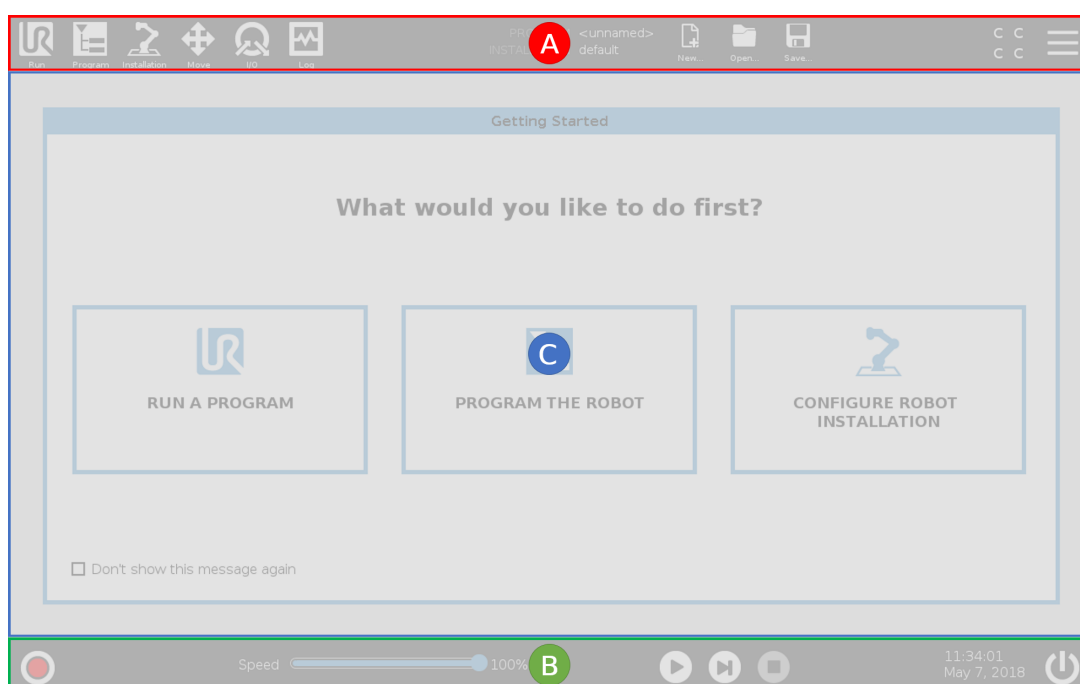 <unnamed>
default
A
Run
Program
Installation
Move
I/O
Log
New...
Open...
Save...
C C
C C
Getting Started
What would you like to do first?
C
RUN A PROGRAM
PROGRAM THE ROBOT
CONFIGURE ROBOT
INSTALLATION
Don't show this message again
Speed
100%
B
11:34:01
May 7, 2018